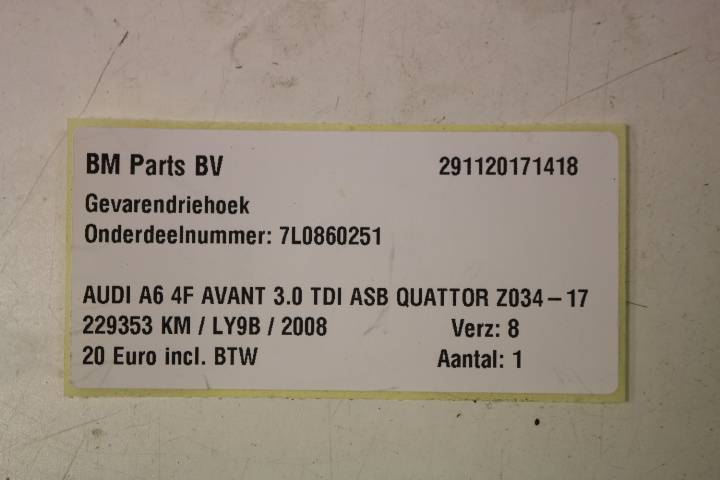 BM Parts BV 291120171418
Gevarendriehoek
Onderdeelnummer: 7L0860251
AUDI A6 4F AVANT 3.0 TDI ASB QUATTOR Z034-17
229353 KM / LY9B / 2008 Verz: 8
20 Euro incl. BTW Aantal: 1